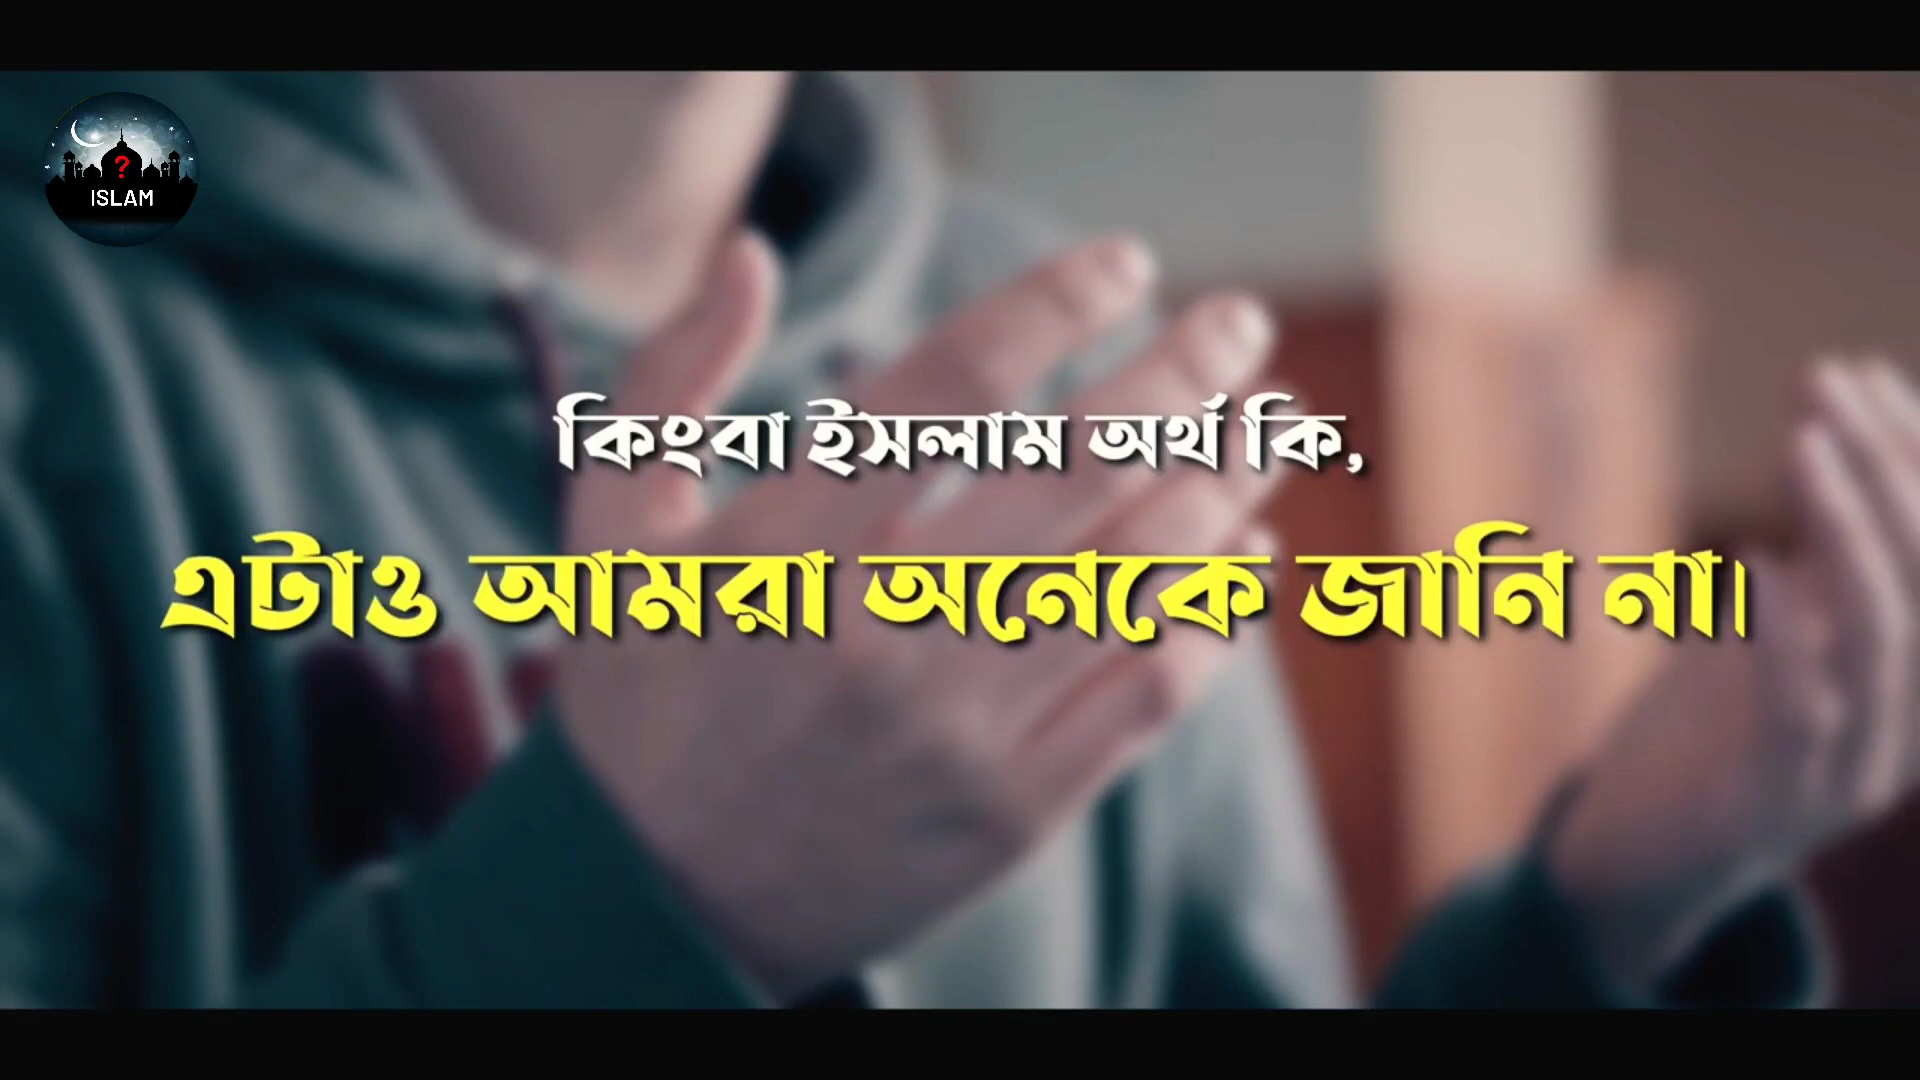 ?
ISLAM
কিংবা ইসলাম অর্থ কি,
এটাও আমরা অনেকে জানি না।